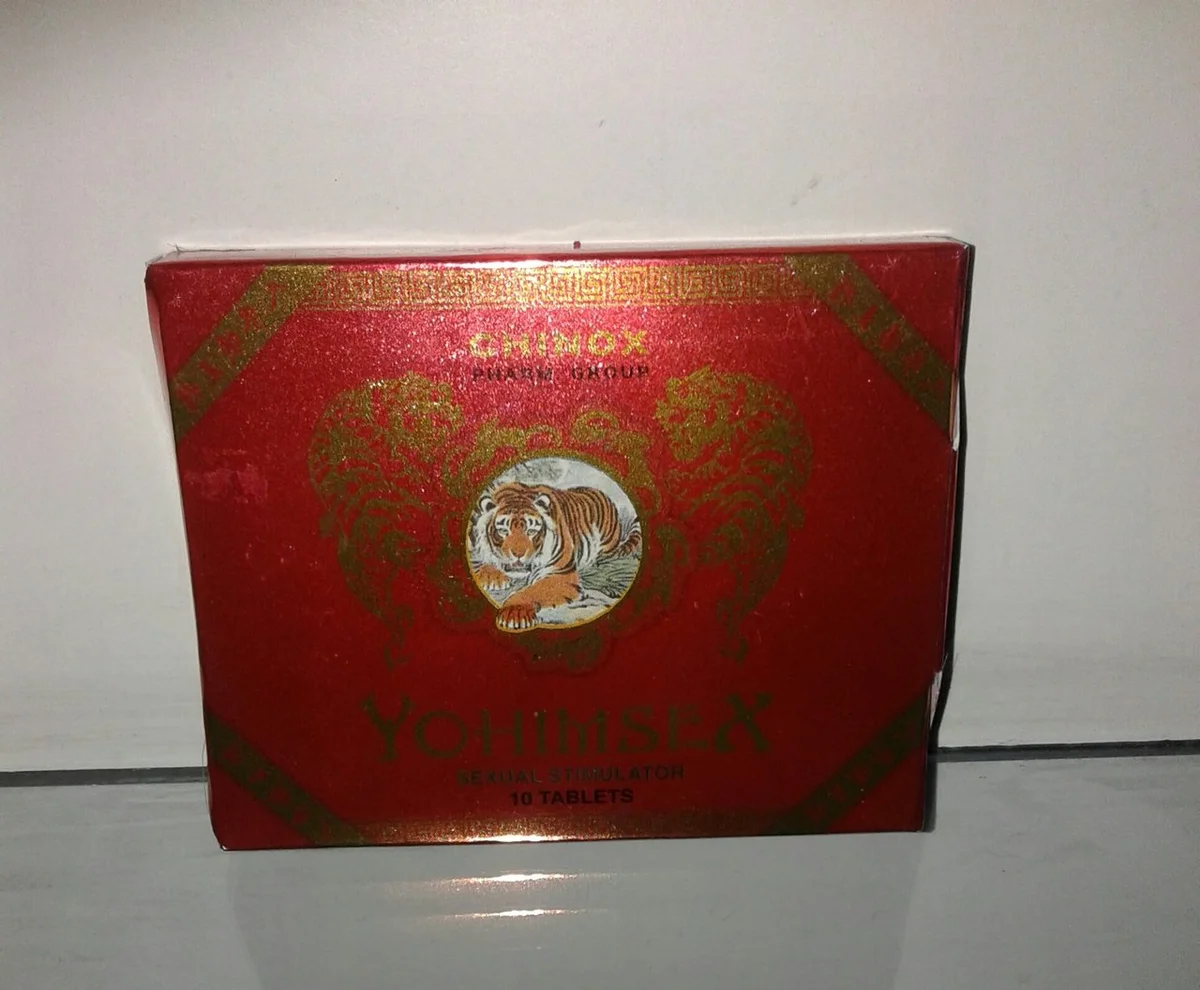 CHINOX
PHARM GROUP
YOHIMSEX
SEXUAL STIMULATOR
10 TABLETS